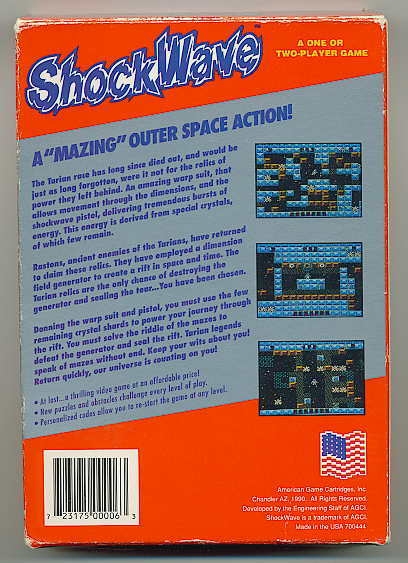 ShockWave™
A ONE OR
TWO-PLAYER GAME
A "MAZING" OUTER SPACE ACTION!
The Tarian race has long since died out, and would be
just as long forgotten, were it not for the relics of
power they left behind. An amazing warp suit, that
allows movement through the dimensions, and the
shockwave pistol, delivering tremendous bursts of
energy. This energy is derived from special crystals,
of which few remain.
Rastons, ancient enemies of the Tarians, have returned
to claim these relics. They have employed a dimension
field generator to create a rift in space and time. The
Tarian relics are the only chance of destroying the
generator and sealing the tear...You have been chosen.
Donning the warp suit and pistol, you must use the few
remaining crystal shards to power your journey through
the rift. You must solve the riddle of the mazes to
defeat the generator and seal the rift. Tarian legends
speak of mazes without end. Keep your wits about you!
Return quickly, our universe is counting on you!
• At last...a thrilling video game at an affordable price!
• New puzzles and obstacles challenge every level of play.
• Personalized codes allow you to re-start the game at any level.
7 23175 00006 3
American Game Cartridges, Inc
Chandler AZ, 1990. All Rights Reserved.
Developed by the Engineering Staff of AGCI.
ShockWave is a trademark of AGCI.
Made in the USA 700444